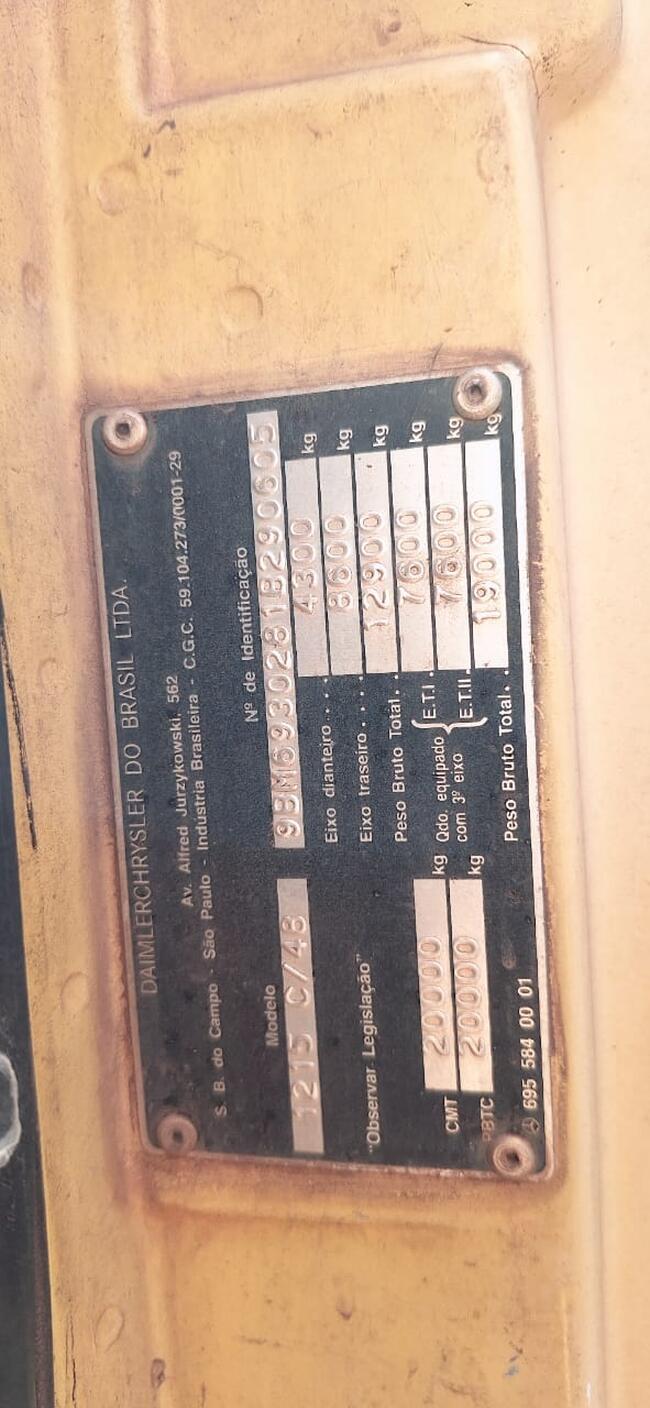 DAIMLERCHRYSLER DO BRASIL LTDA.
Av. Alfred Jurzykowski, 562
S. B. do Campo - São Paulo - Industria Brasileira - C.G.C. 59.104.273/0001-29
Modelo
Nº de Identificação
1215 C/48
9BM6930281B290605
Eixo dianteiro.... 4300 kg
Eixo traseiro.... 8600 kg
"Observar Legislação"
Peso Bruto Total.. 12900 kg
CMT 20000 kg
Qdo. equipado com 3º eixo
E.T.I. 7600 kg
PBTC 20000 kg
E.T.II. 7600 kg
Peso Bruto Total.. 19000 kg
695 584 00 01